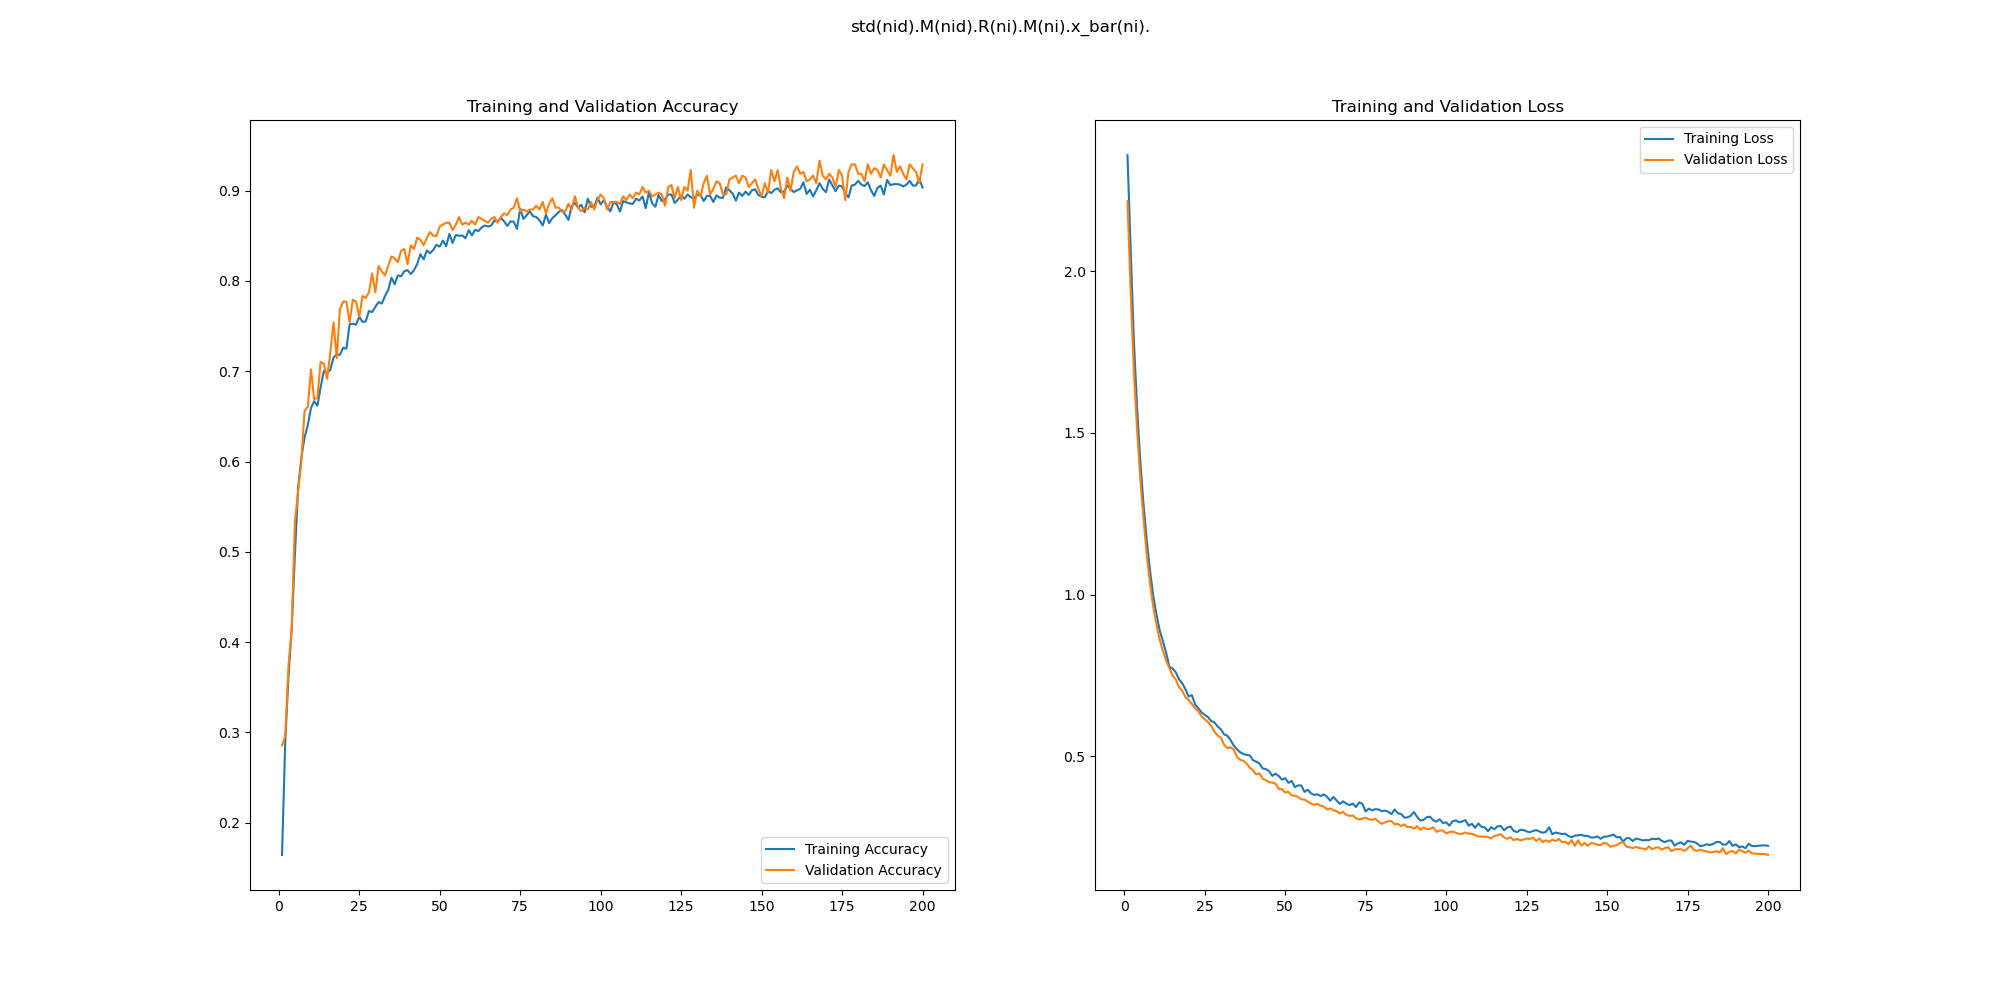 std(nid).M(nid).R(ni).M(ni).x_bar(ni).
Training and Validation Accuracy
0.9
0.8
0.7
0.6
0.5
0.4
0.3
0.2
Training Accuracy
Validation Accuracy
0 25 50 75 100 125 150 175 200
Training and Validation Loss
Training Loss
Validation Loss
2.0
1.5
1.0
0.5
0 25 50 75 100 125 150 175 200